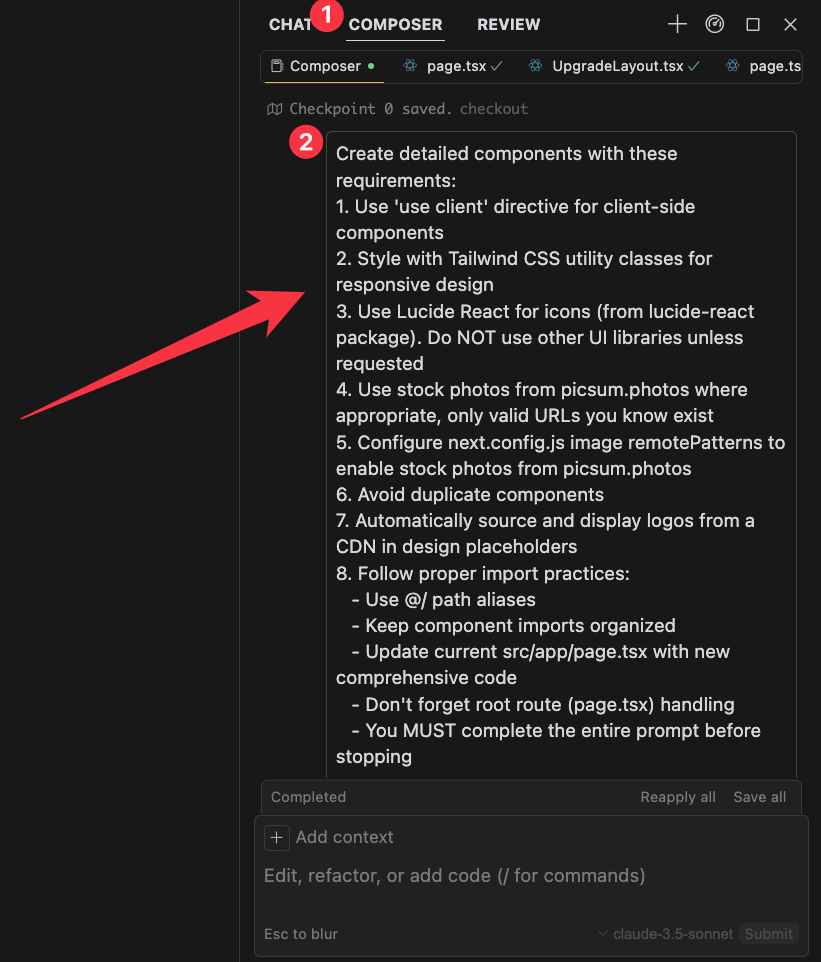 CHAT 1 COMPOSER REVIEW
Composer page.tsx UpgradeLayout.tsx page.ts
Checkpoint 0 saved. checkout
2
Create detailed components with these
requirements:
1. Use 'use client' directive for client-side
components
2. Style with Tailwind CSS utility classes for
responsive design
3. Use Lucide React for icons (from lucide-react
package). Do NOT use other UI libraries unless
requested
4. Use stock photos from picsum.photos where
appropriate, only valid URLs you know exist
5. Configure next.config.js image remotePatterns to
enable stock photos from picsum.photos
6. Avoid duplicate components
7. Automatically source and display logos from a
CDN in design placeholders
8. Follow proper import practices:
- Use @/ path aliases
- Keep component imports organized
- Update current src/app/page.tsx with new
comprehensive code
- Don't forget root route (page.tsx) handling
- You MUST complete the entire prompt before
stopping
Completed Reapply all Save all
+ Add context
Edit, refactor, or add code (/ for commands)
Esc to blur claude-3.5-sonnet Submit